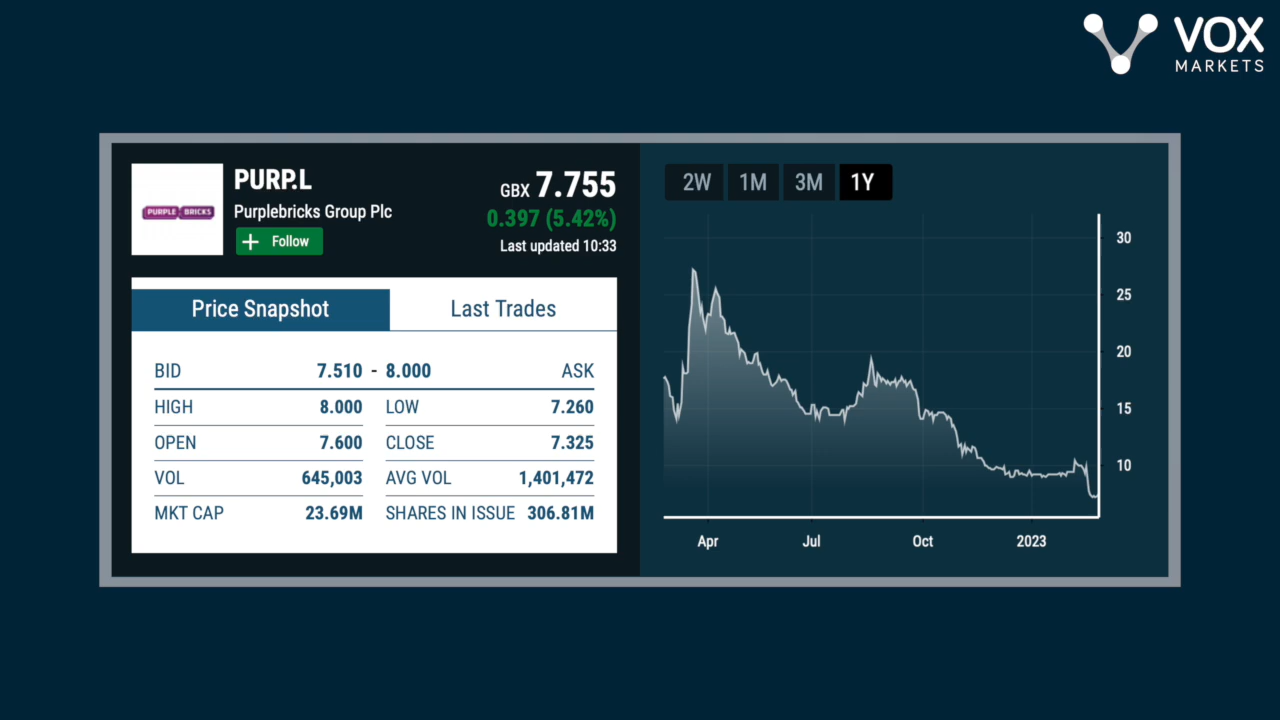 VOX
MARKETS
PURPLE BRICKS
PURP.L
Purplebricks Group Plc
+ Follow
GBX 7.755
0.397 (5.42%)
Last updated 10:33
Price Snapshot Last Trades
BID 7.510 - 8.000 ASK
HIGH 8.000 LOW 7.260
OPEN 7.600 CLOSE 7.325
VOL 645,003 AVG VOL 1,401,472
MKT CAP 23.69M SHARES IN ISSUE 306.81M
2W 1M 3M 1Y
30
25
20
15
10
Apr Jul Oct 2023